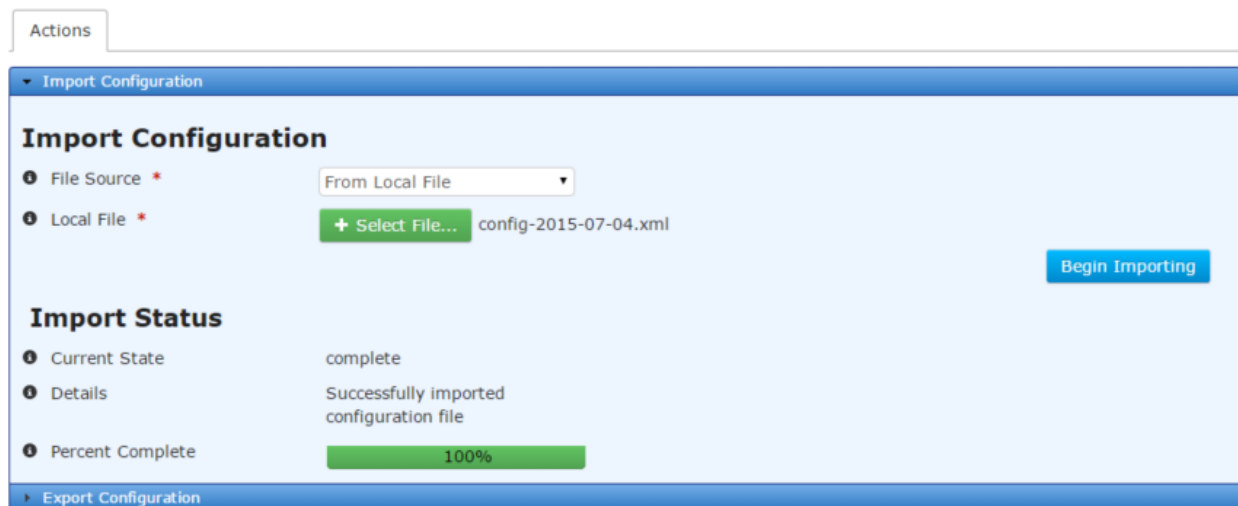 Actions
Import Configuration
Import Configuration
File Source *
From Local File
Local File *
+ Select File... config-2015-07-04.xml
Begin Importing
Import Status
Current State
complete
Details
Successfully imported
configuration file
Percent Complete
100%
Export Configuration